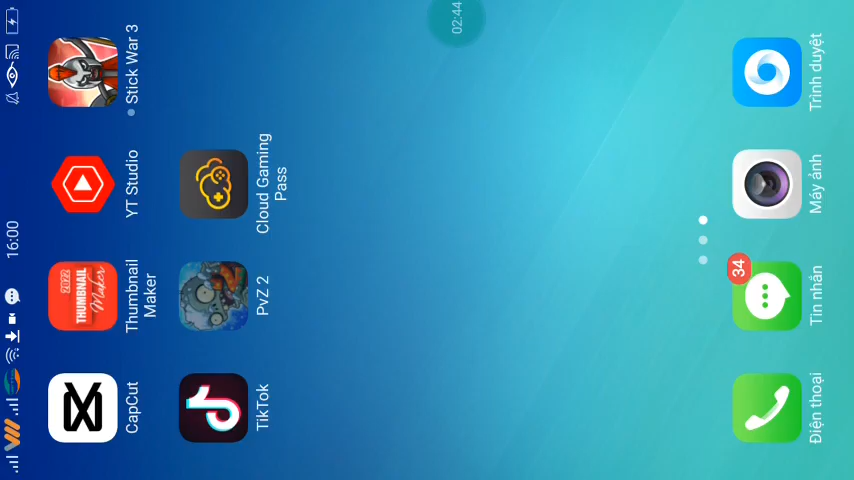 16:00
02:44
CapCut
Thumbnail
Maker
YT Studio
Stick War 3
2022
THUMBNAIL
Maker
TikTok
PvZ 2
Cloud Gaming
Pass
34
Điện thoại
Tin nhắn
Máy ảnh
Trình duyệt